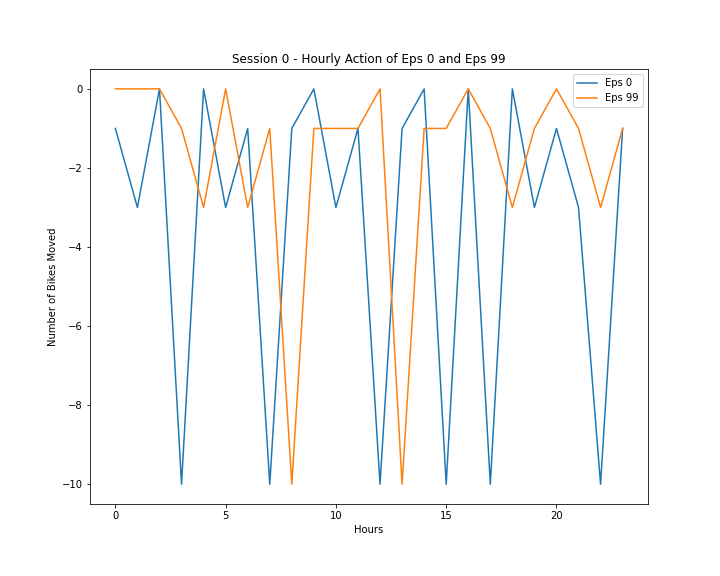 Session 0 - Hourly Action of Eps 0 and Eps 99
Eps 0
Eps 99
Number of Bikes Moved
0
−2
−4
−6
−8
−10
0 5 10 15 20
Hours